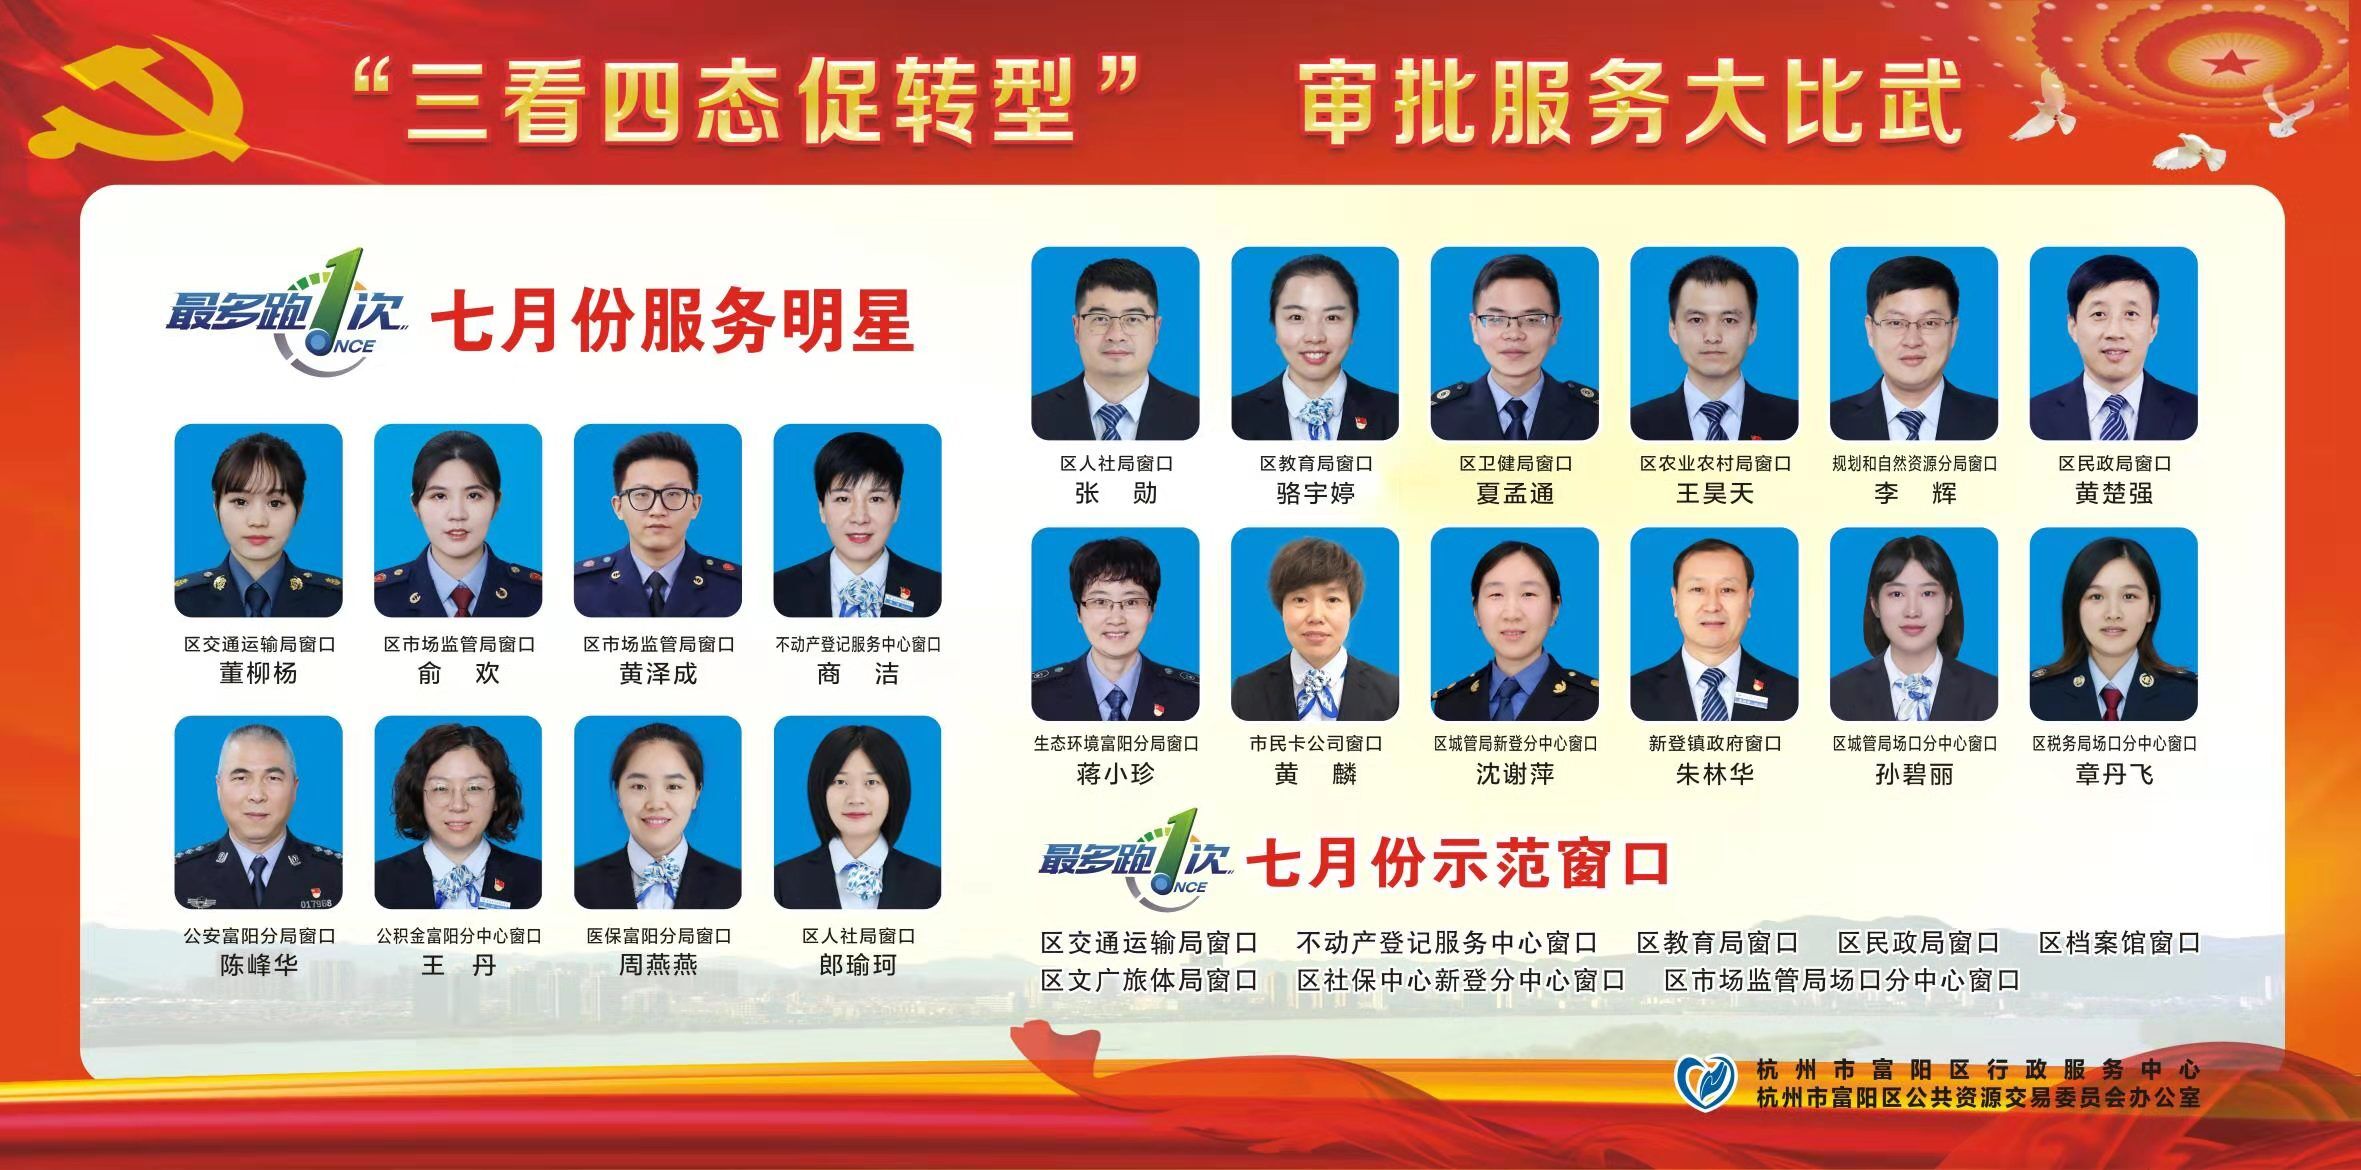 “三看四态促转型” 审批服务大比武
最多跑1次 七月份服务明星
ONCE
区交通运输局窗口 区市场监管局窗口 区市场监管局窗口 不动产登记服务中心窗口
董柳杨 俞欢 黄泽成 商洁
017968
公安富阳分局窗口 公积金富阳分中心窗口 医保富阳分局窗口 区人社局窗口
陈峰华 王丹 周燕燕 郎瑜珂
区人社局窗口 区教育局窗口 区卫健局窗口 区农业农村局窗口 规划和自然资源分局窗口 区民政局窗口
张勋 骆宇婷 夏孟通 王昊天 李辉 黄楚强
生态环境富阳分局窗口 市民卡公司窗口 区城管局新登分中心窗口 新登镇政府窗口 区城管局场口分中心窗口 区税务局场口分中心窗口
蒋小珍 黄麟 沈谢萍 朱林华 孙碧丽 章丹飞
最多跑1次 七月份示范窗口
ONCE
区交通运输局窗口 不动产登记服务中心窗口 区教育局窗口 区民政局窗口 区档案馆窗口
区文广旅体局窗口 区社保中心新登分中心窗口 区市场监管局场口分中心窗口
杭州市富阳区行政服务中心
杭州市富阳区公共资源交易委员会办公室